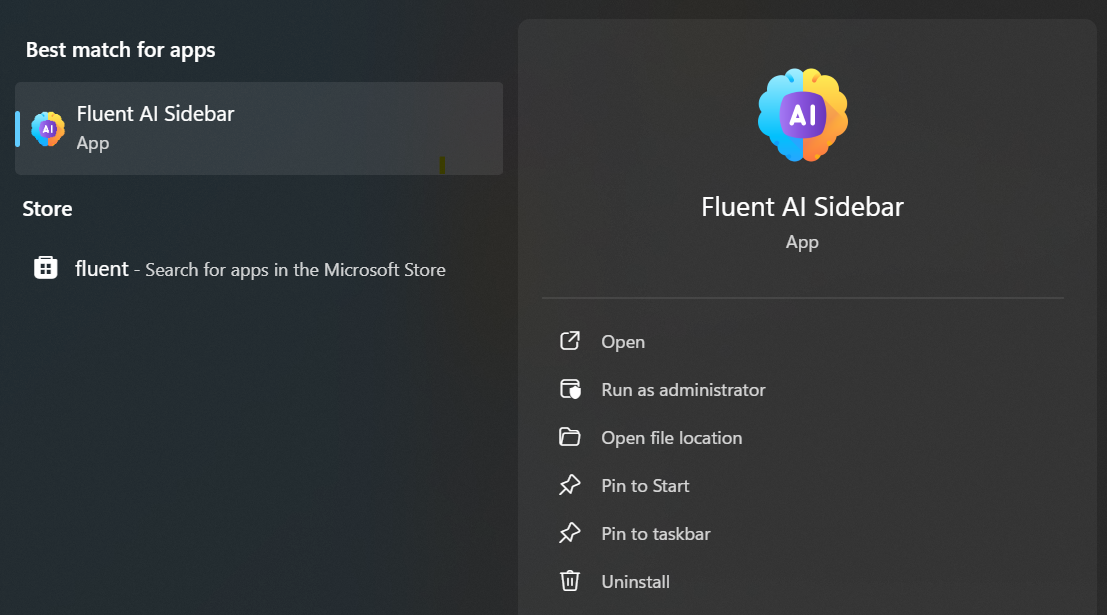 Best match for apps
AI
Fluent AI Sidebar
App
Store
fluent - Search for apps in the Microsoft Store
AI
Fluent AI Sidebar
App
Open
Run as administrator
Open file location
Pin to Start
Pin to taskbar
Uninstall